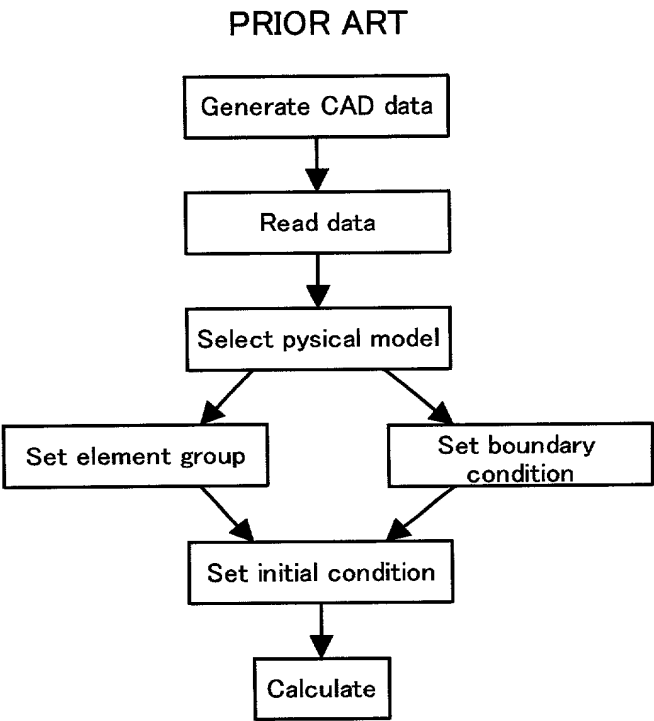 PRIOR ART
Generate CAD data
Read data
Select pysical model
Set element group
Set boundary
condition
Set initial condition
Calculate